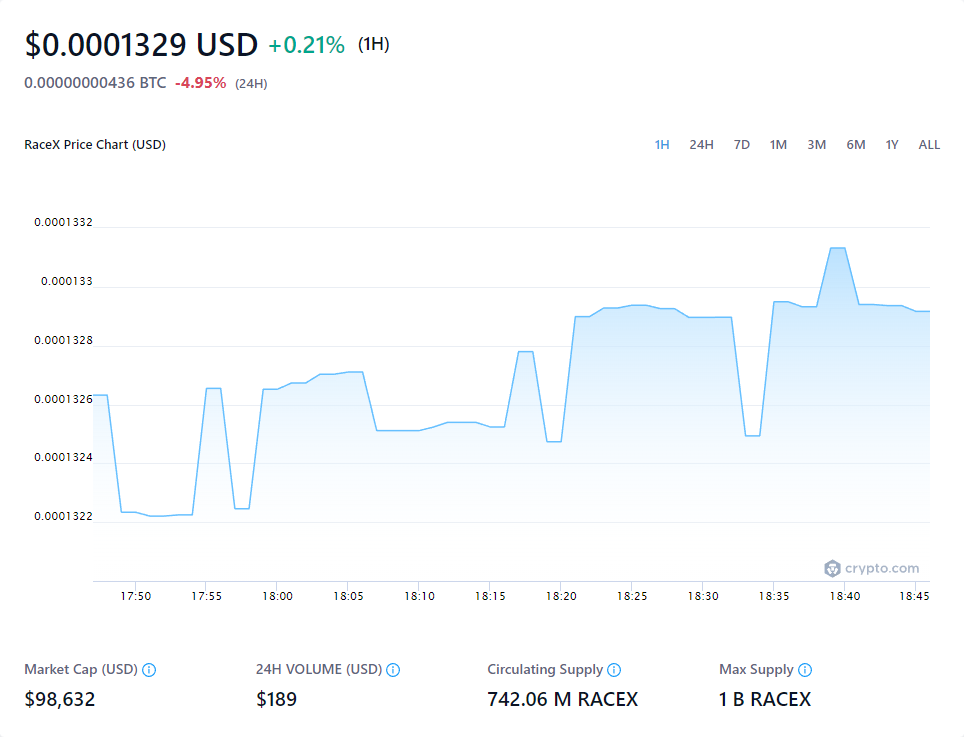 $0.0001329 USD +0.21% (1H)
0.00000000436 BTC -4.95% (24H)
RaceX Price Chart (USD) 1H 24H 7D 1M 3M 6M 1Y ALL
0.0001332
0.000133
0.0001328
0.0001326
0.0001324
0.0001322
crypto.com
17:50 17:55 18:00 18:05 18:10 18:15 18:20 18:25 18:30 18:35 18:40 18:45
Market Cap (USD) 24H VOLUME (USD) Circulating Supply Max Supply
$98,632 $189 742.06 M RACEX 1 B RACEX